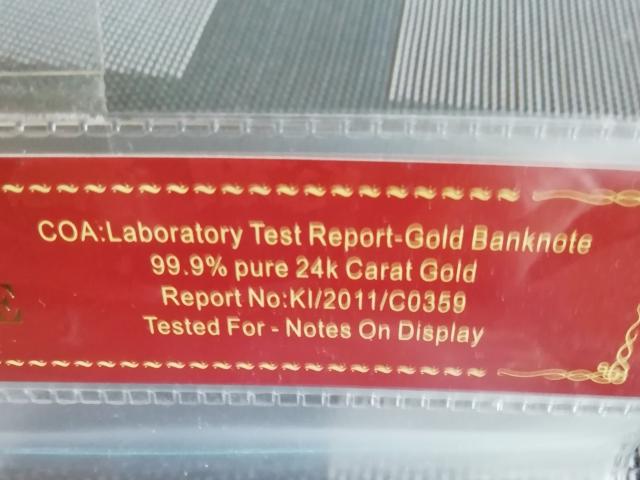 COA:Laboratory Test Report-Gold Banknote
99.9% pure 24k Carat Gold
Report No:KI/2011/C0359
Tested For - Notes On Display
E